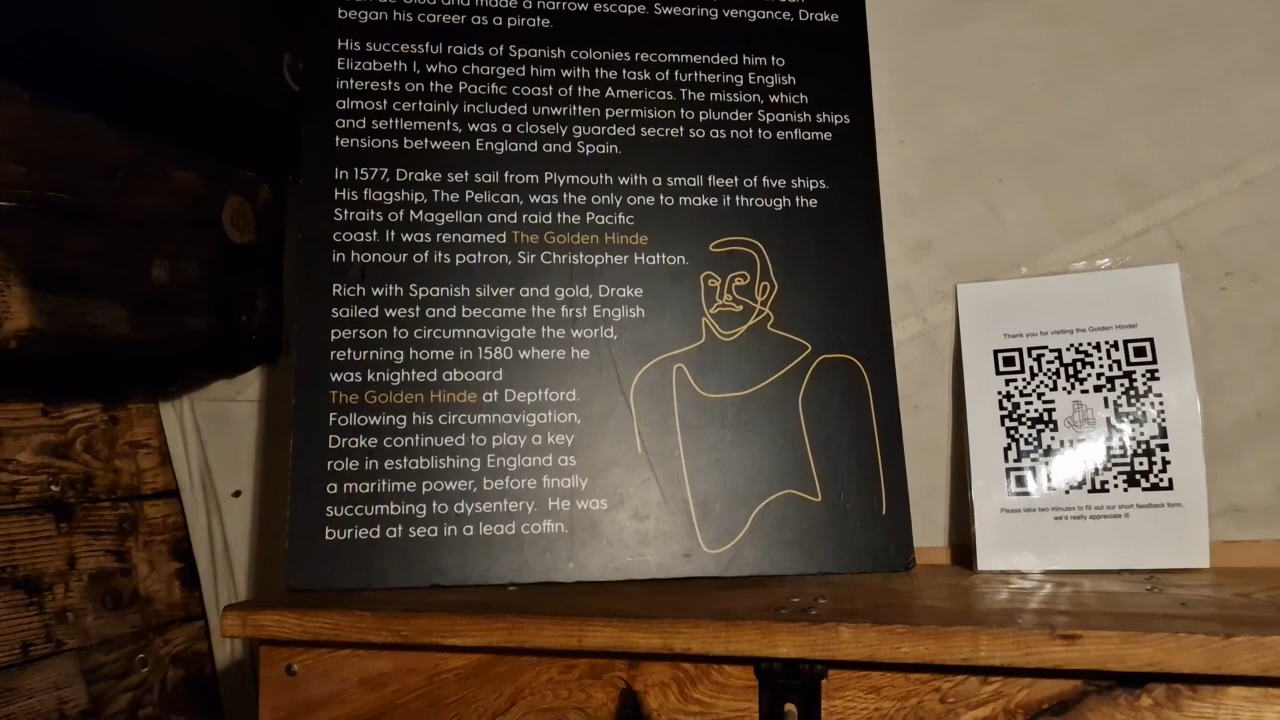 and made a narrow escape. Swearing vengance, Drake
began his career as a pirate.
His successful raids of Spanish colonies recommended him to
Elizabeth I, who charged him with the task of furthering English
interests on the Pacific coast of the Americas. The mission, which
almost certainly included unwritten permision to plunder Spanish ships
and settlements, was a closely guarded secret so as not to enflame
tensions between England and Spain.
In 1577, Drake set sail from Plymouth with a small fleet of five ships.
His flagship, The Pelican, was the only one to make it through the
Straits of Magellan and raid the Pacific
coast. It was renamed The Golden Hinde
in honour of its patron, Sir Christopher Hatton.
Rich with Spanish silver and gold, Drake
sailed west and became the first English
person to circumnavigate the world,
returning home in 1580 where he
was knighted aboard
The Golden Hinde at Deptford.
Following his circumnavigation,
Drake continued to play a key
role in establishing England as
a maritime power, before finally
succumbing to dysentery. He was
buried at sea in a lead coffin.
Thank you for visiting the Golden Hinde!
Please take two minutes to fill out our short feedback form,
we'd really appreciate it!